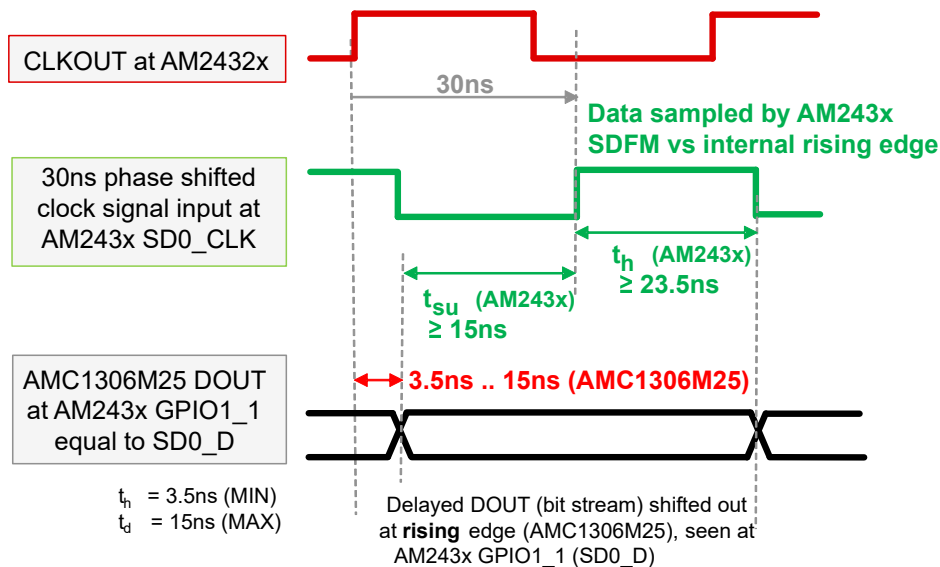 CLKOUT at AM2432x
30ns
Data sampled by AM243x
SDFM vs internal rising edge
30ns phase shifted
clock signal input at
AM243x SD0_CLK
th (AM243x)
≥ 23.5ns
tsu (AM243x)
≥ 15ns
AMC1306M25 DOUT
at AM243x GPIO1_1
equal to SD0_D
3.5ns .. 15ns (AMC1306M25)
th = 3.5ns (MIN)
td = 15ns (MAX)
Delayed DOUT (bit stream) shifted out
at rising edge (AMC1306M25), seen at
AM243x GPIO1_1 (SD0_D)